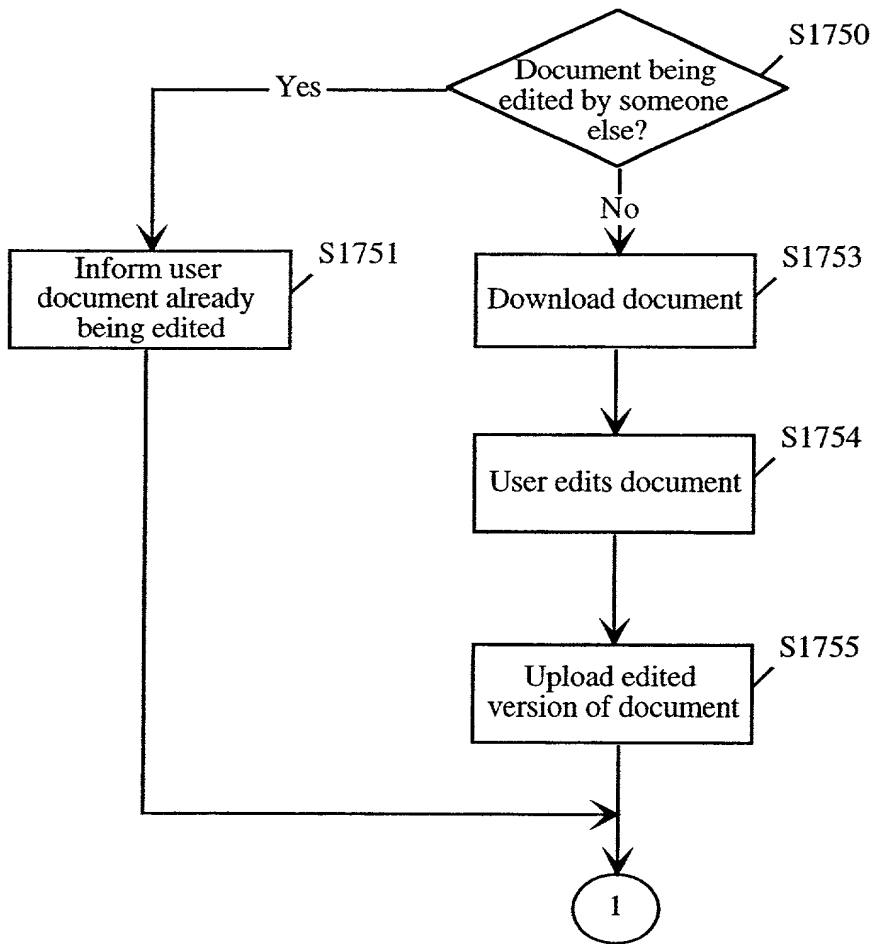 S1750
Document being
edited by someone
else?
Yes
No
S1751
Inform user
document already
being edited
S1753
Download document
S1754
User edits document
S1755
Upload edited
version of document
1